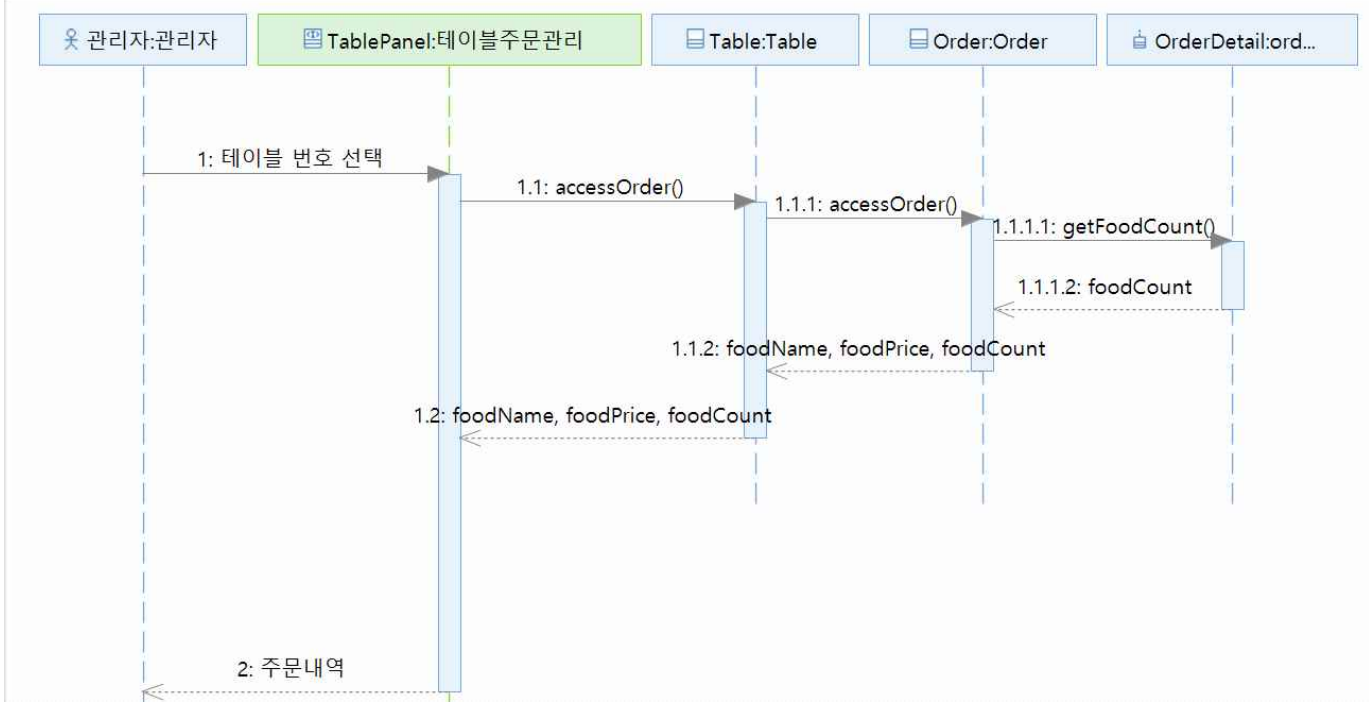 관리자:관리자
TablePanel:테이블주문관리
Table:Table
Order:Order
OrderDetail:ord...
1: 테이블 번호 선택
1.1: accessOrder()
1.1.1: accessOrder()
1.1.1.1: getFoodCount()
1.1.1.2: foodCount
1.1.2: foodName, foodPrice, foodCount
1.2: foodName, foodPrice, foodCount
2: 주문내역